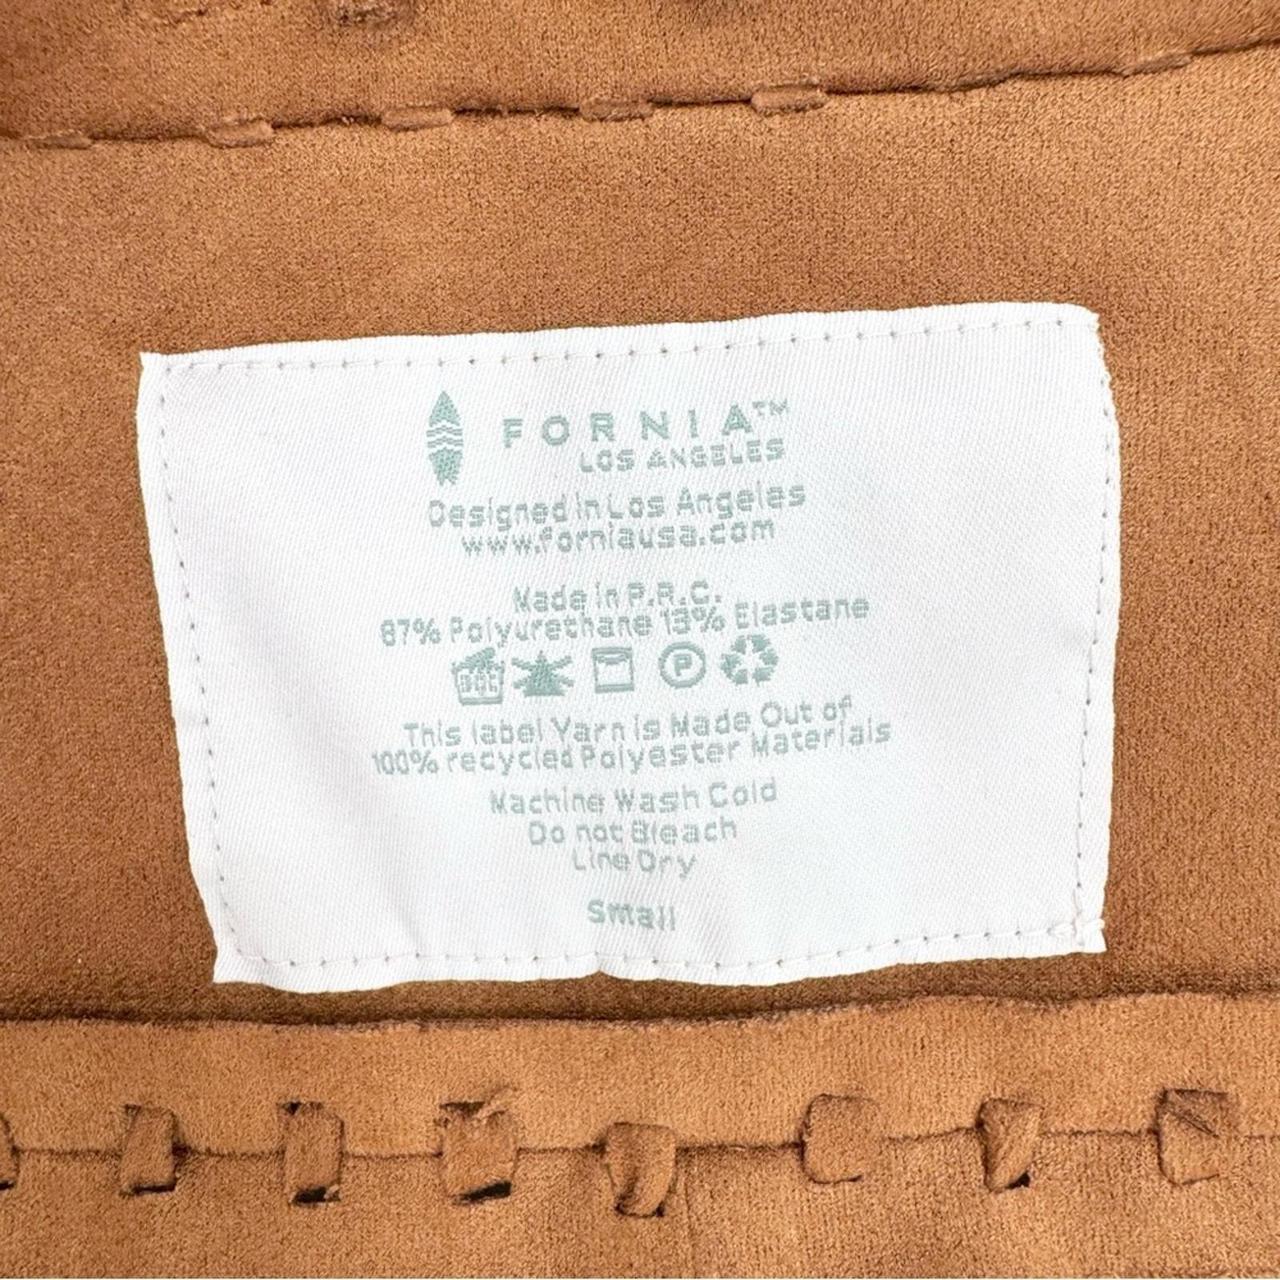 FORNIA™
LOS ANGELES
Designed in Los Angeles
www.forniausa.com
Made in P.R.C.
87% Polyurethane 13% Elastane
P
This label Yarn is Made Out of
100% recycled Polyester Materials
Machine Wash Cold
Do not Bleach
Line Dry
Small